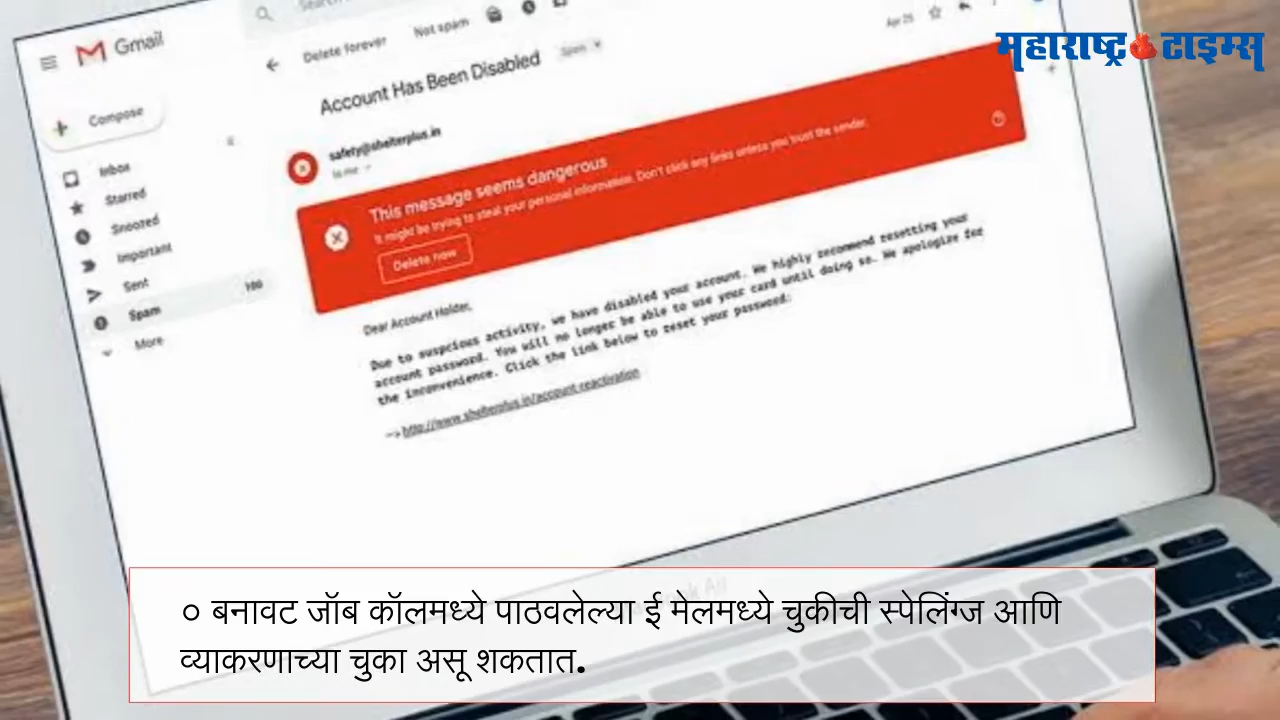 महाराष्ट्र टाइम्स
Gmail
Compose
Inbox
Starred
Snoozed
Important
Sent
Spam 106
More
Delete forever
Not spam
Account Has Been Disabled
Spam
Apr 25
safety@shelterplus.in
to me
This message seems dangerous
It might be trying to steal your personal information. Don't click any links unless you trust the sender.
Delete now
Dear Account Holder,
Due to suspcious activity, we have disabled your account. We highly recommend resetting your
account password. You will no longer be able to use your card until doing so. We apologize for
the inconvenience. Click the link below to reset your password:
—> http://www.shelterplus.in/account-reactivation
○ बनावट जॉब कॉलमध्ये पाठवलेल्या ई मेलमध्ये चुकीची स्पेलिंग्ज आणि
व्याकरणाच्या चुका असू शकतात.